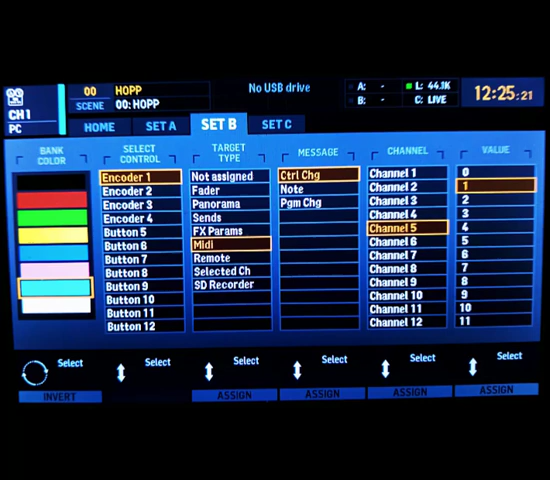 CH 1
PC
00 HOPP
SCENE 00: HOPP
No USB drive
A: - L: 44.1K
B: - C: LIVE
12:25:21
HOME SET A SET B SET C
BANK COLOR
SELECT CONTROL
TARGET TYPE
MESSAGE
CHANNEL
VALUE
Encoder 1 Not assigned Ctrl Chg Channel 1 0
Encoder 2 Fader Note Channel 2 1
Encoder 3 Panorama Pgm Chg Channel 3 2
Encoder 4 Sends Channel 4 3
Button 5 FX Params Channel 5 4
Button 6 Midi Channel 6 5
Button 7 Remote Channel 7 6
Button 8 Selected Ch Channel 8 7
Button 9 SD Recorder Channel 9 8
Button 10 Channel 10 9
Button 11 Channel 11 10
Button 12 Channel 12 11
Select Select Select Select Select Select
INVERT ASSIGN ASSIGN ASSIGN ASSIGN